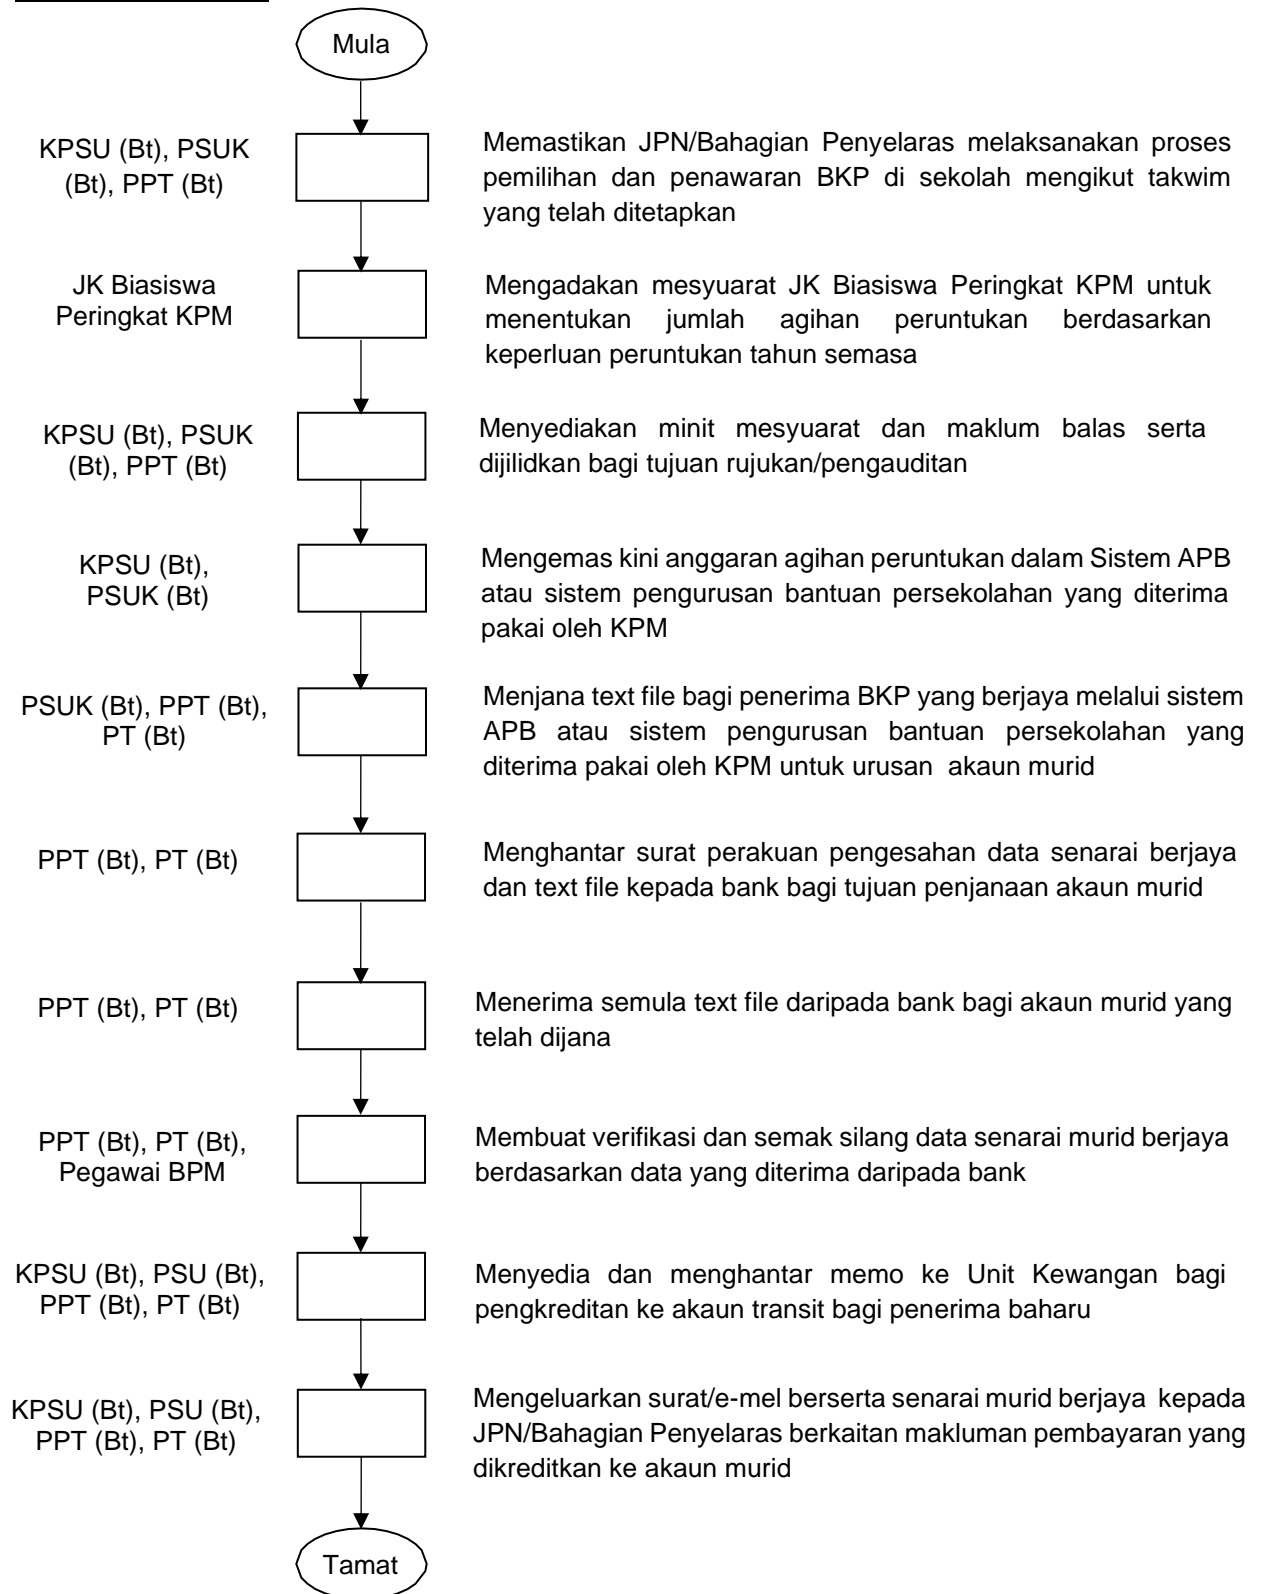 Mula
KPSU (Bt), PSUK
(Bt), PPT (Bt)
Memastikan JPN/Bahagian Penyelaras melaksanakan proses
pemilihan dan penawaran BKP di sekolah mengikut takwim
yang telah ditetapkan
JK Biasiswa
Peringkat KPM
Mengadakan mesyuarat JK Biasiswa Peringkat KPM untuk
menentukan jumlah agihan peruntukan berdasarkan
keperluan peruntukan tahun semasa
KPSU (Bt), PSUK
(Bt), PPT (Bt)
Menyediakan minit mesyuarat dan maklum balas serta
dijilidkan bagi tujuan rujukan/pengauditan
KPSU (Bt),
PSUK (Bt)
Mengemas kini anggaran agihan peruntukan dalam Sistem APB
atau sistem pengurusan bantuan persekolahan yang diterima
pakai oleh KPM
PSUK (Bt), PPT (Bt),
PT (Bt)
Menjana text file bagi penerima BKP yang berjaya melalui sistem
APB atau sistem pengurusan bantuan persekolahan yang
diterima pakai oleh KPM untuk urusan akaun murid
PPT (Bt), PT (Bt)
Menghantar surat perakuan pengesahan data senarai berjaya
dan text file kepada bank bagi tujuan penjanaan akaun murid
PPT (Bt), PT (Bt)
Menerima semula text file daripada bank bagi akaun murid yang
telah dijana
PPT (Bt), PT (Bt),
Pegawai BPM
Membuat verifikasi dan semak silang data senarai murid berjaya
berdasarkan data yang diterima daripada bank
KPSU (Bt), PSU (Bt),
PPT (Bt), PT (Bt)
Menyedia dan menghantar memo ke Unit Kewangan bagi
pengkreditan ke akaun transit bagi penerima baharu
KPSU (Bt), PSU (Bt),
PPT (Bt), PT (Bt)
Mengeluarkan surat/e-mel berserta senarai murid berjaya kepada
JPN/Bahagian Penyelaras berkaitan makluman pembayaran yang
dikreditkan ke akaun murid
Tamat